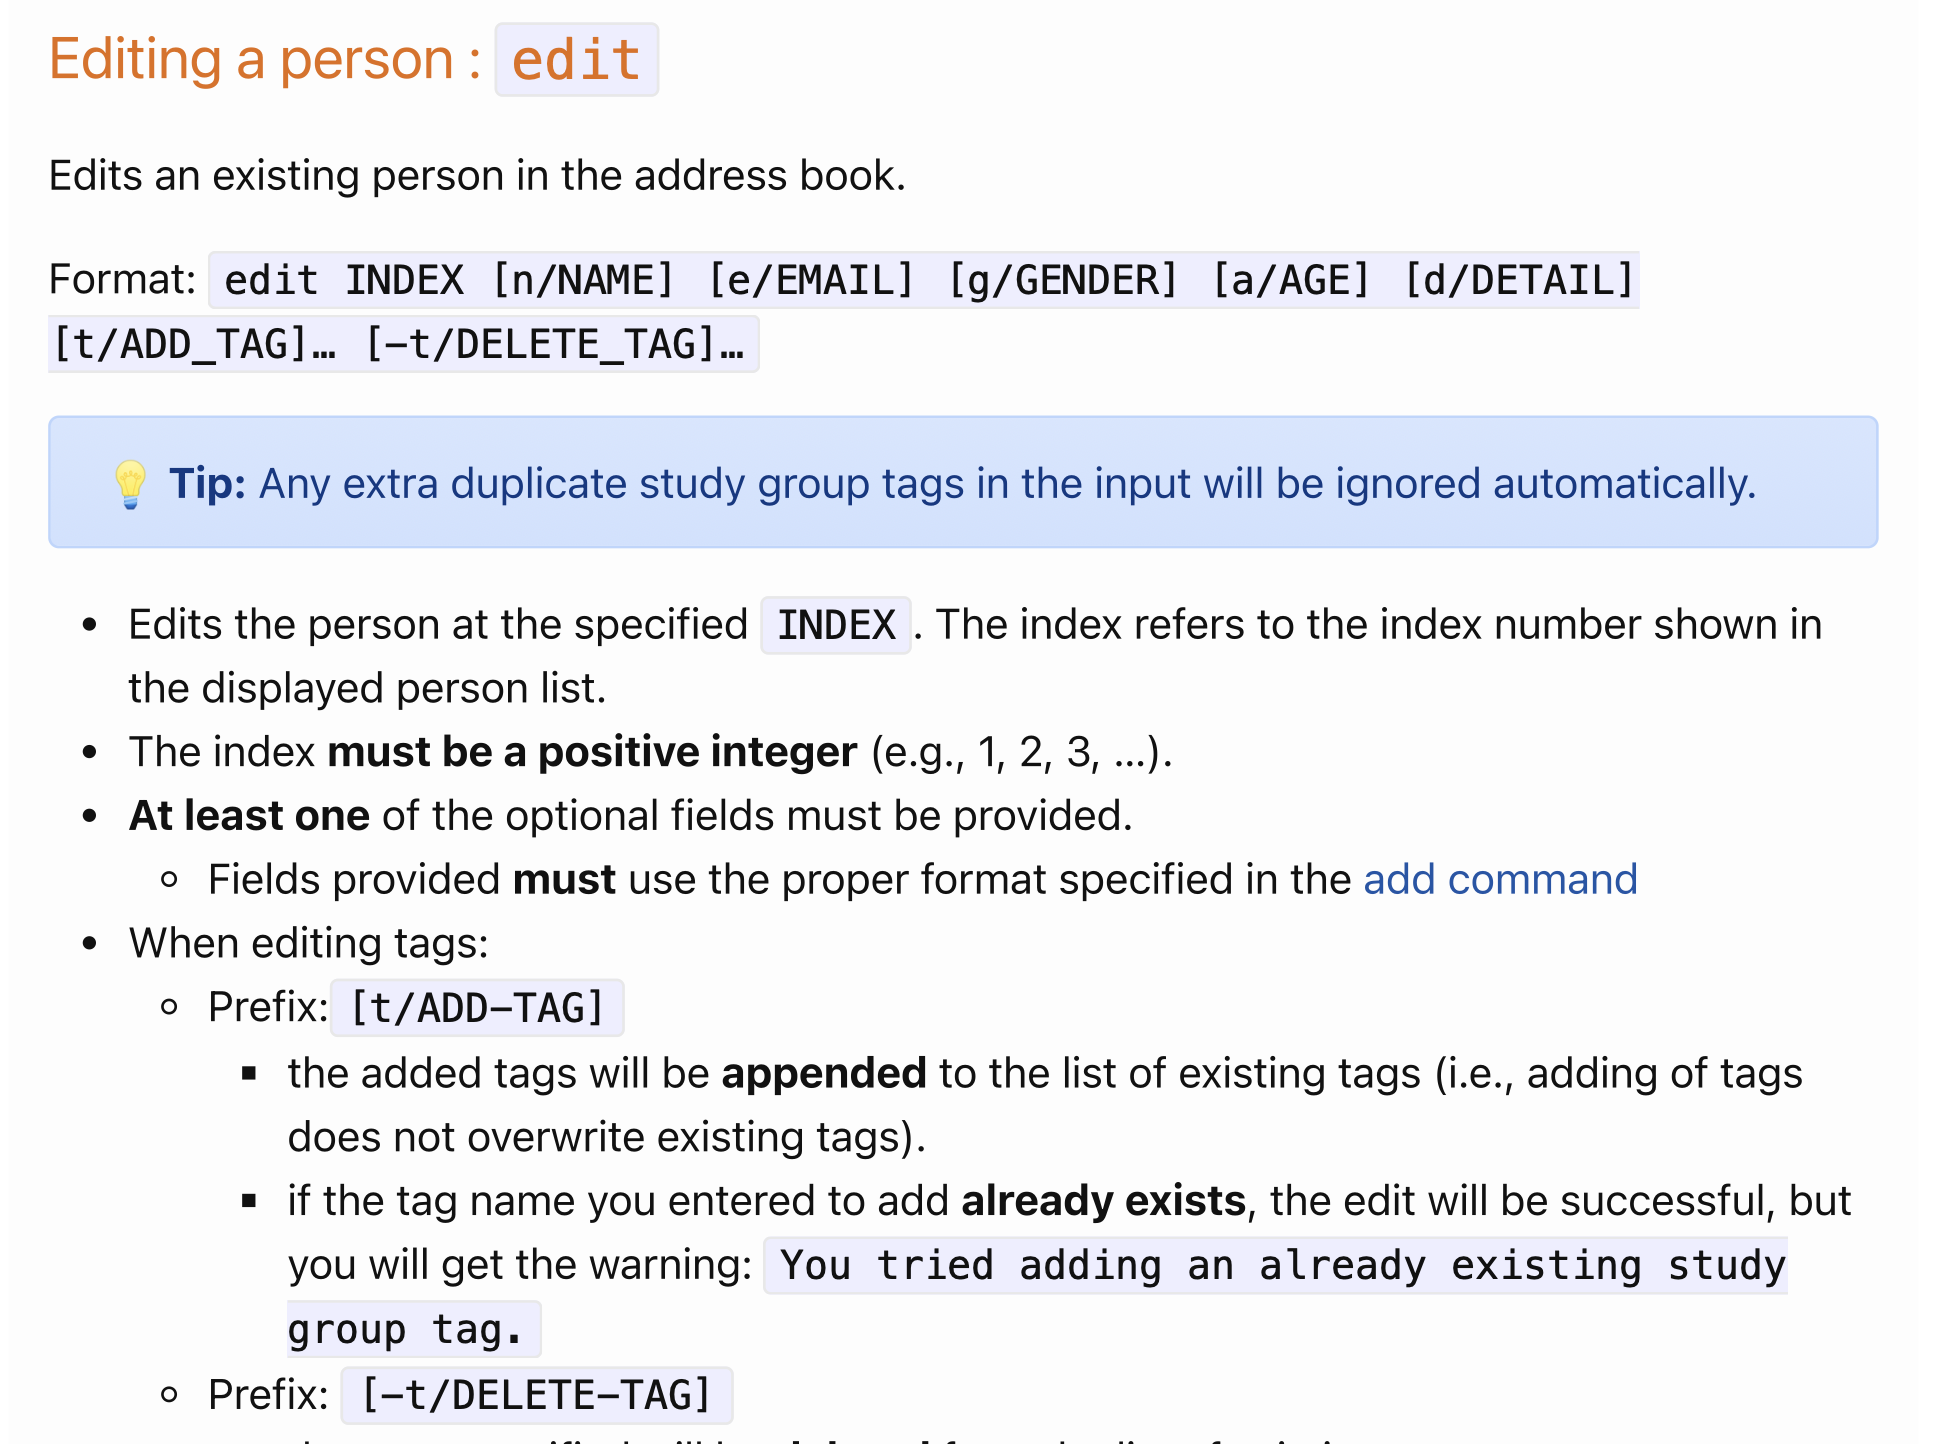 Editing a person : edit
Edits an existing person in the address book.
Format: edit INDEX [n/NAME] [e/EMAIL] [g/GENDER] [a/AGE] [d/DETAIL]
[t/ADD_TAG]… [-t/DELETE_TAG]…
💡 Tip: Any extra duplicate study group tags in the input will be ignored automatically.
• Edits the person at the specified INDEX. The index refers to the index number shown in
the displayed person list.
• The index must be a positive integer (e.g., 1, 2, 3, …).
• At least one of the optional fields must be provided.
◦ Fields provided must use the proper format specified in the add command
• When editing tags:
◦ Prefix: [t/ADD-TAG]
▪ the added tags will be appended to the list of existing tags (i.e., adding of tags
does not overwrite existing tags).
▪ if the tag name you entered to add already exists, the edit will be successful, but
you will get the warning: You tried adding an already existing study
group tag.
◦ Prefix: [-t/DELETE-TAG]